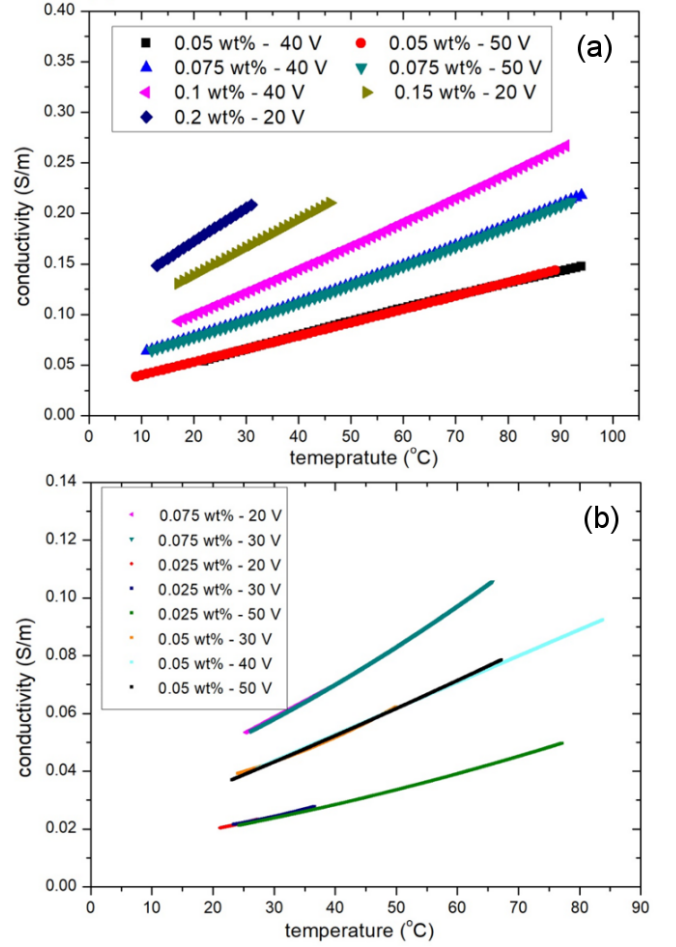 0.40
0.35
0.30
0.25
0.20
0.15
0.10
0.05
0.00
conductivity (S/m)
0.05 wt% - 40 V 0.05 wt% - 50 V
0.075 wt% - 40 V 0.075 wt% - 50 V
0.1 wt% - 40 V 0.15 wt% - 20 V
0.2 wt% - 20 V
(a)
0 10 20 30 40 50 60 70 80 90 100
temepratute (°C)
0.14
0.12
0.10
0.08
0.06
0.04
0.02
0.00
conductivity (S/m)
0.075 wt% - 20 V
0.075 wt% - 30 V
0.025 wt% - 20 V
0.025 wt% - 30 V
0.025 wt% - 50 V
0.05 wt% - 30 V
0.05 wt% - 40 V
0.05 wt% - 50 V
(b)
0 10 20 30 40 50 60 70 80 90
temperature (°C)